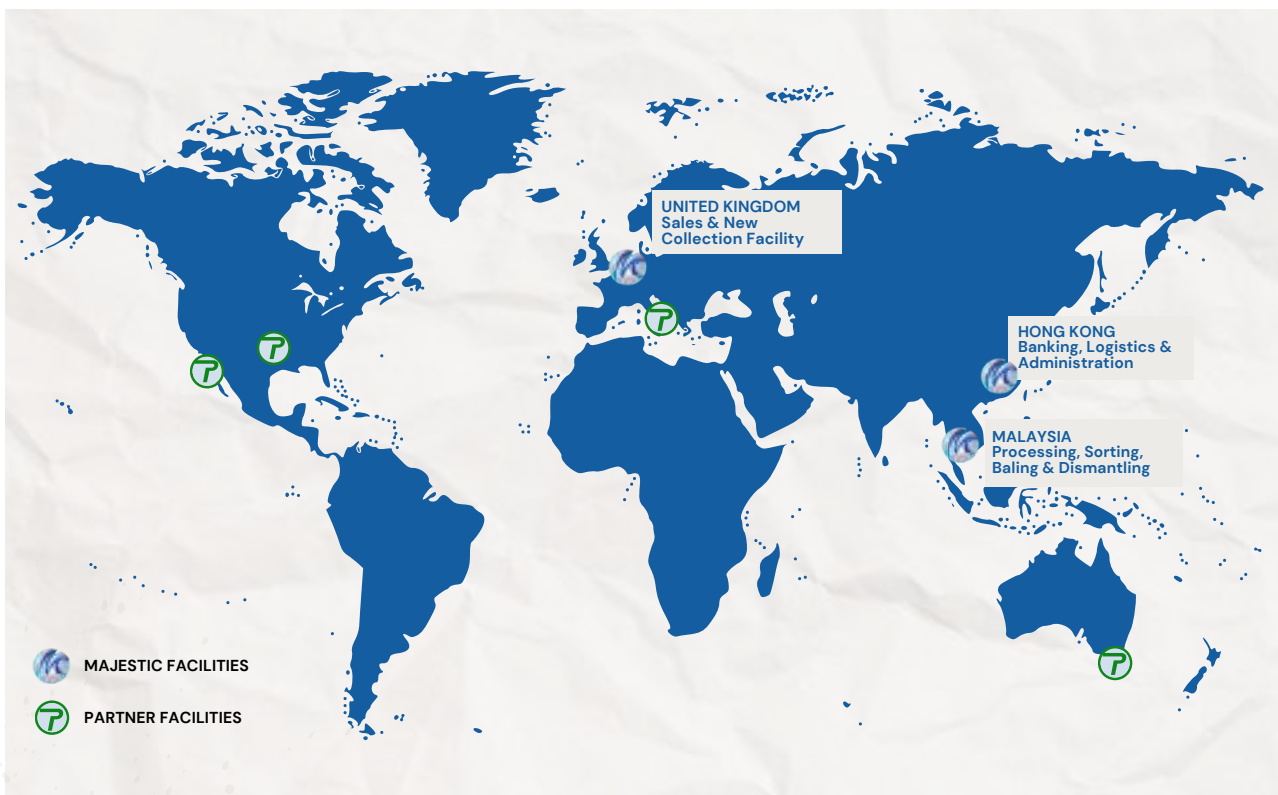 UNITED KINGDOM
Sales & New
Collection Facility
HONG KONG
Banking, Logistics &
Administration
MALAYSIA
Processing, Sorting,
Baling & Dismantling
MAJESTIC FACILITIES
PARTNER FACILITIES